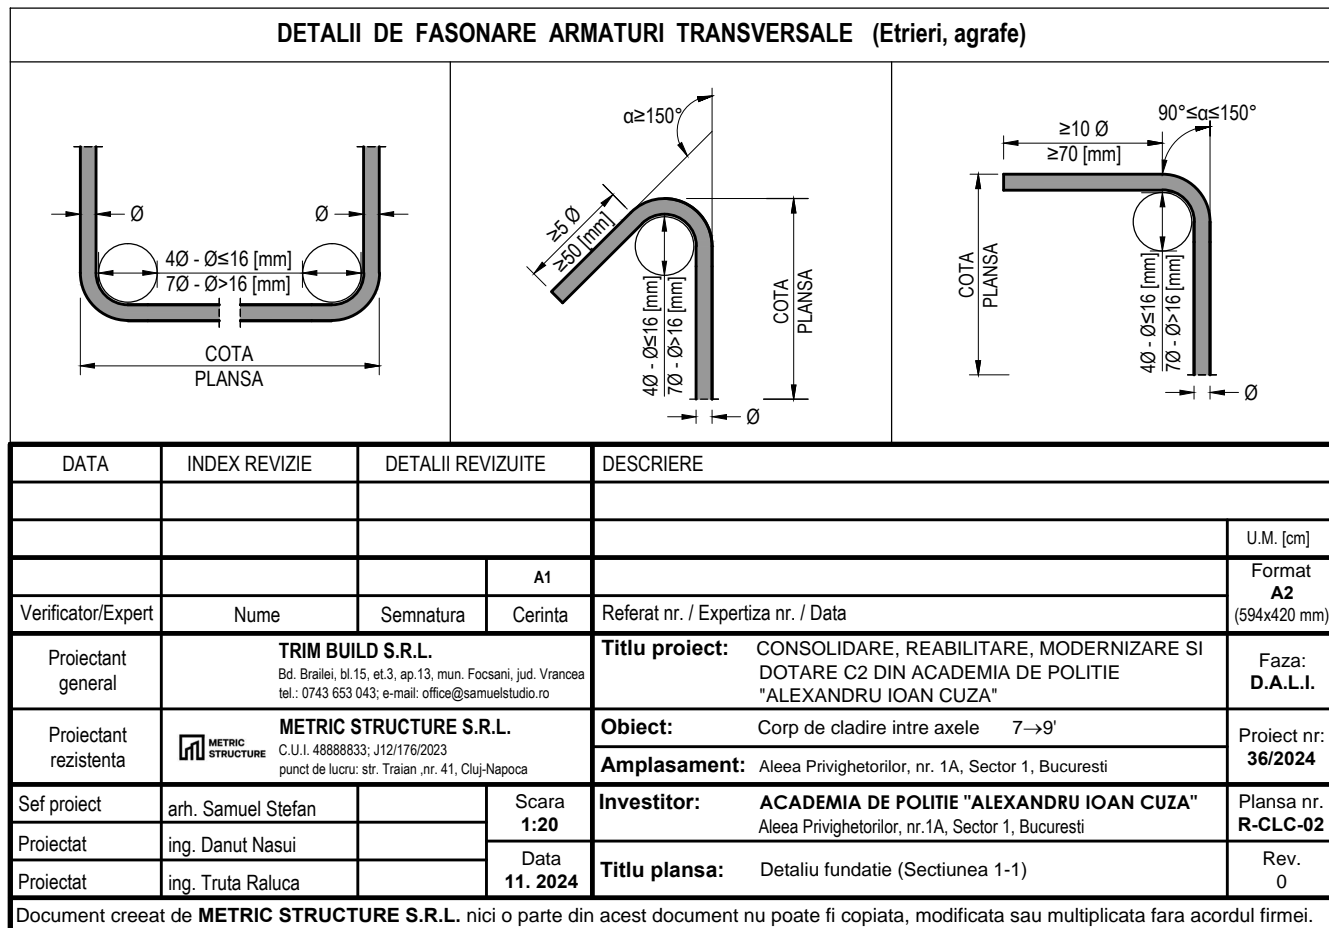 DETALII DE FASONARE ARMATURI TRANSVERSALE (Etrieri, agrafe)
Ø
Ø
4Ø - Ø≤16 [mm]
7Ø - Ø>16 [mm]
COTA
PLANSA
α≥150°
≥5 Ø
≥50 [mm]
4Ø - Ø≤16 [mm]
7Ø - Ø>16 [mm]
COTA
PLANSA
Ø
90°≤α≤150°
≥10 Ø
≥70 [mm]
COTA
PLANSA
4Ø - Ø≤16 [mm]
7Ø - Ø>16 [mm]
Ø
DATA INDEX REVIZIE DETALII REVIZUITE DESCRIERE
U.M. [cm]
A1
Format
A2
(594x420 mm)
Verificator/Expert Nume Semnatura Cerinta Referat nr. / Expertiza nr. / Data
Proiectant
general
TRIM BUILD S.R.L.
Bd. Brailei, bl.15, et.3, ap.13, mun. Focsani, jud. Vrancea
tel.: 0743 653 043; e-mail: office@samuelstudio.ro
Titlu proiect: CONSOLIDARE, REABILITARE, MODERNIZARE SI
DOTARE C2 DIN ACADEMIA DE POLITIE
"ALEXANDRU IOAN CUZA"
Faza:
D.A.L.I.
Proiectant
rezistenta
METRIC
STRUCTURE
METRIC STRUCTURE S.R.L.
C.U.I. 48888833; J12/176/2023
punct de lucru: str. Traian ,nr. 41, Cluj-Napoca
Obiect: Corp de cladire intre axele 7→9'
Amplasament: Aleea Privighetorilor, nr. 1A, Sector 1, Bucuresti
Proiect nr:
36/2024
Sef proiect arh. Samuel Stefan
Scara
1:20
Investitor: ACADEMIA DE POLITIE "ALEXANDRU IOAN CUZA"
Aleea Privighetorilor, nr.1A, Sector 1, Bucuresti
Plansa nr.
R-CLC-02
Proiectat ing. Danut Nasui
Data
11. 2024
Titlu plansa: Detaliu fundatie (Sectiunea 1-1)
Rev.
0
Proiectat ing. Truta Raluca
Document creeat de METRIC STRUCTURE S.R.L. nici o parte din acest document nu poate fi copiata, modificata sau multiplicata fara acordul firmei.